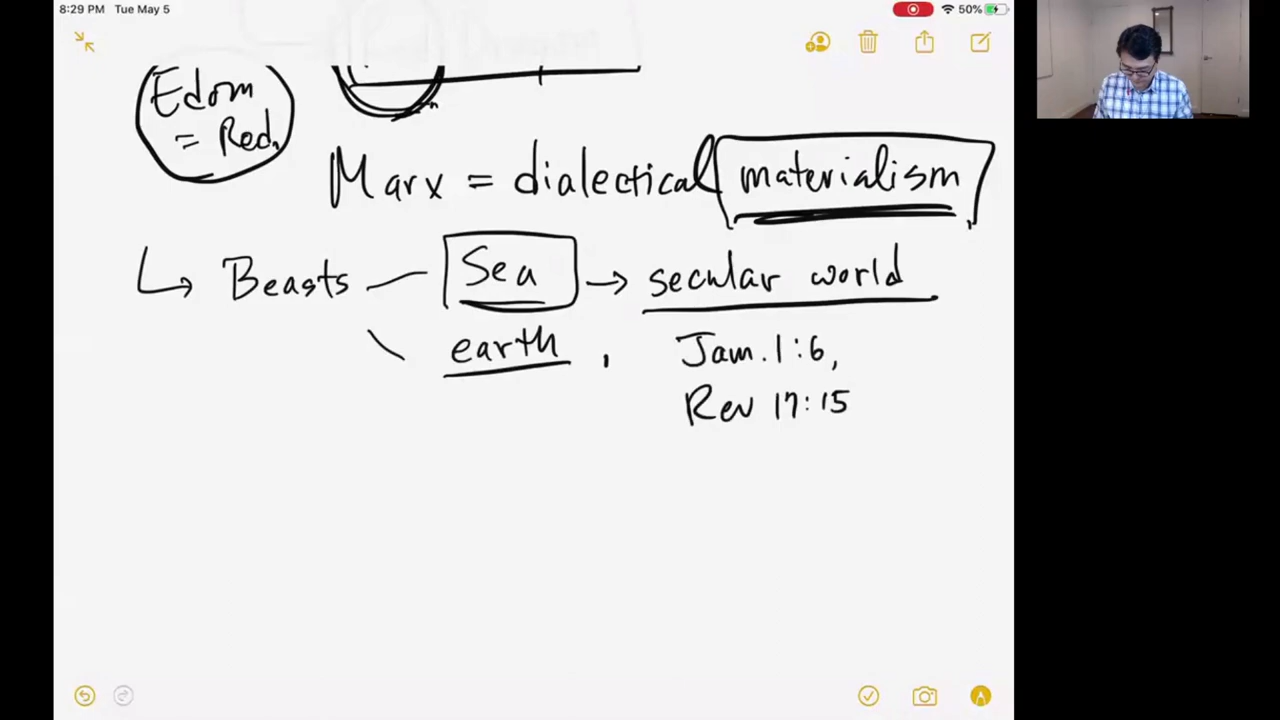 8:29 PM Tue May 5
50%
Edom
= Red
Marx = dialectical materialism
Beasts
Sea → secular world
earth ,
Jam. 1:6,
Rev 17:15